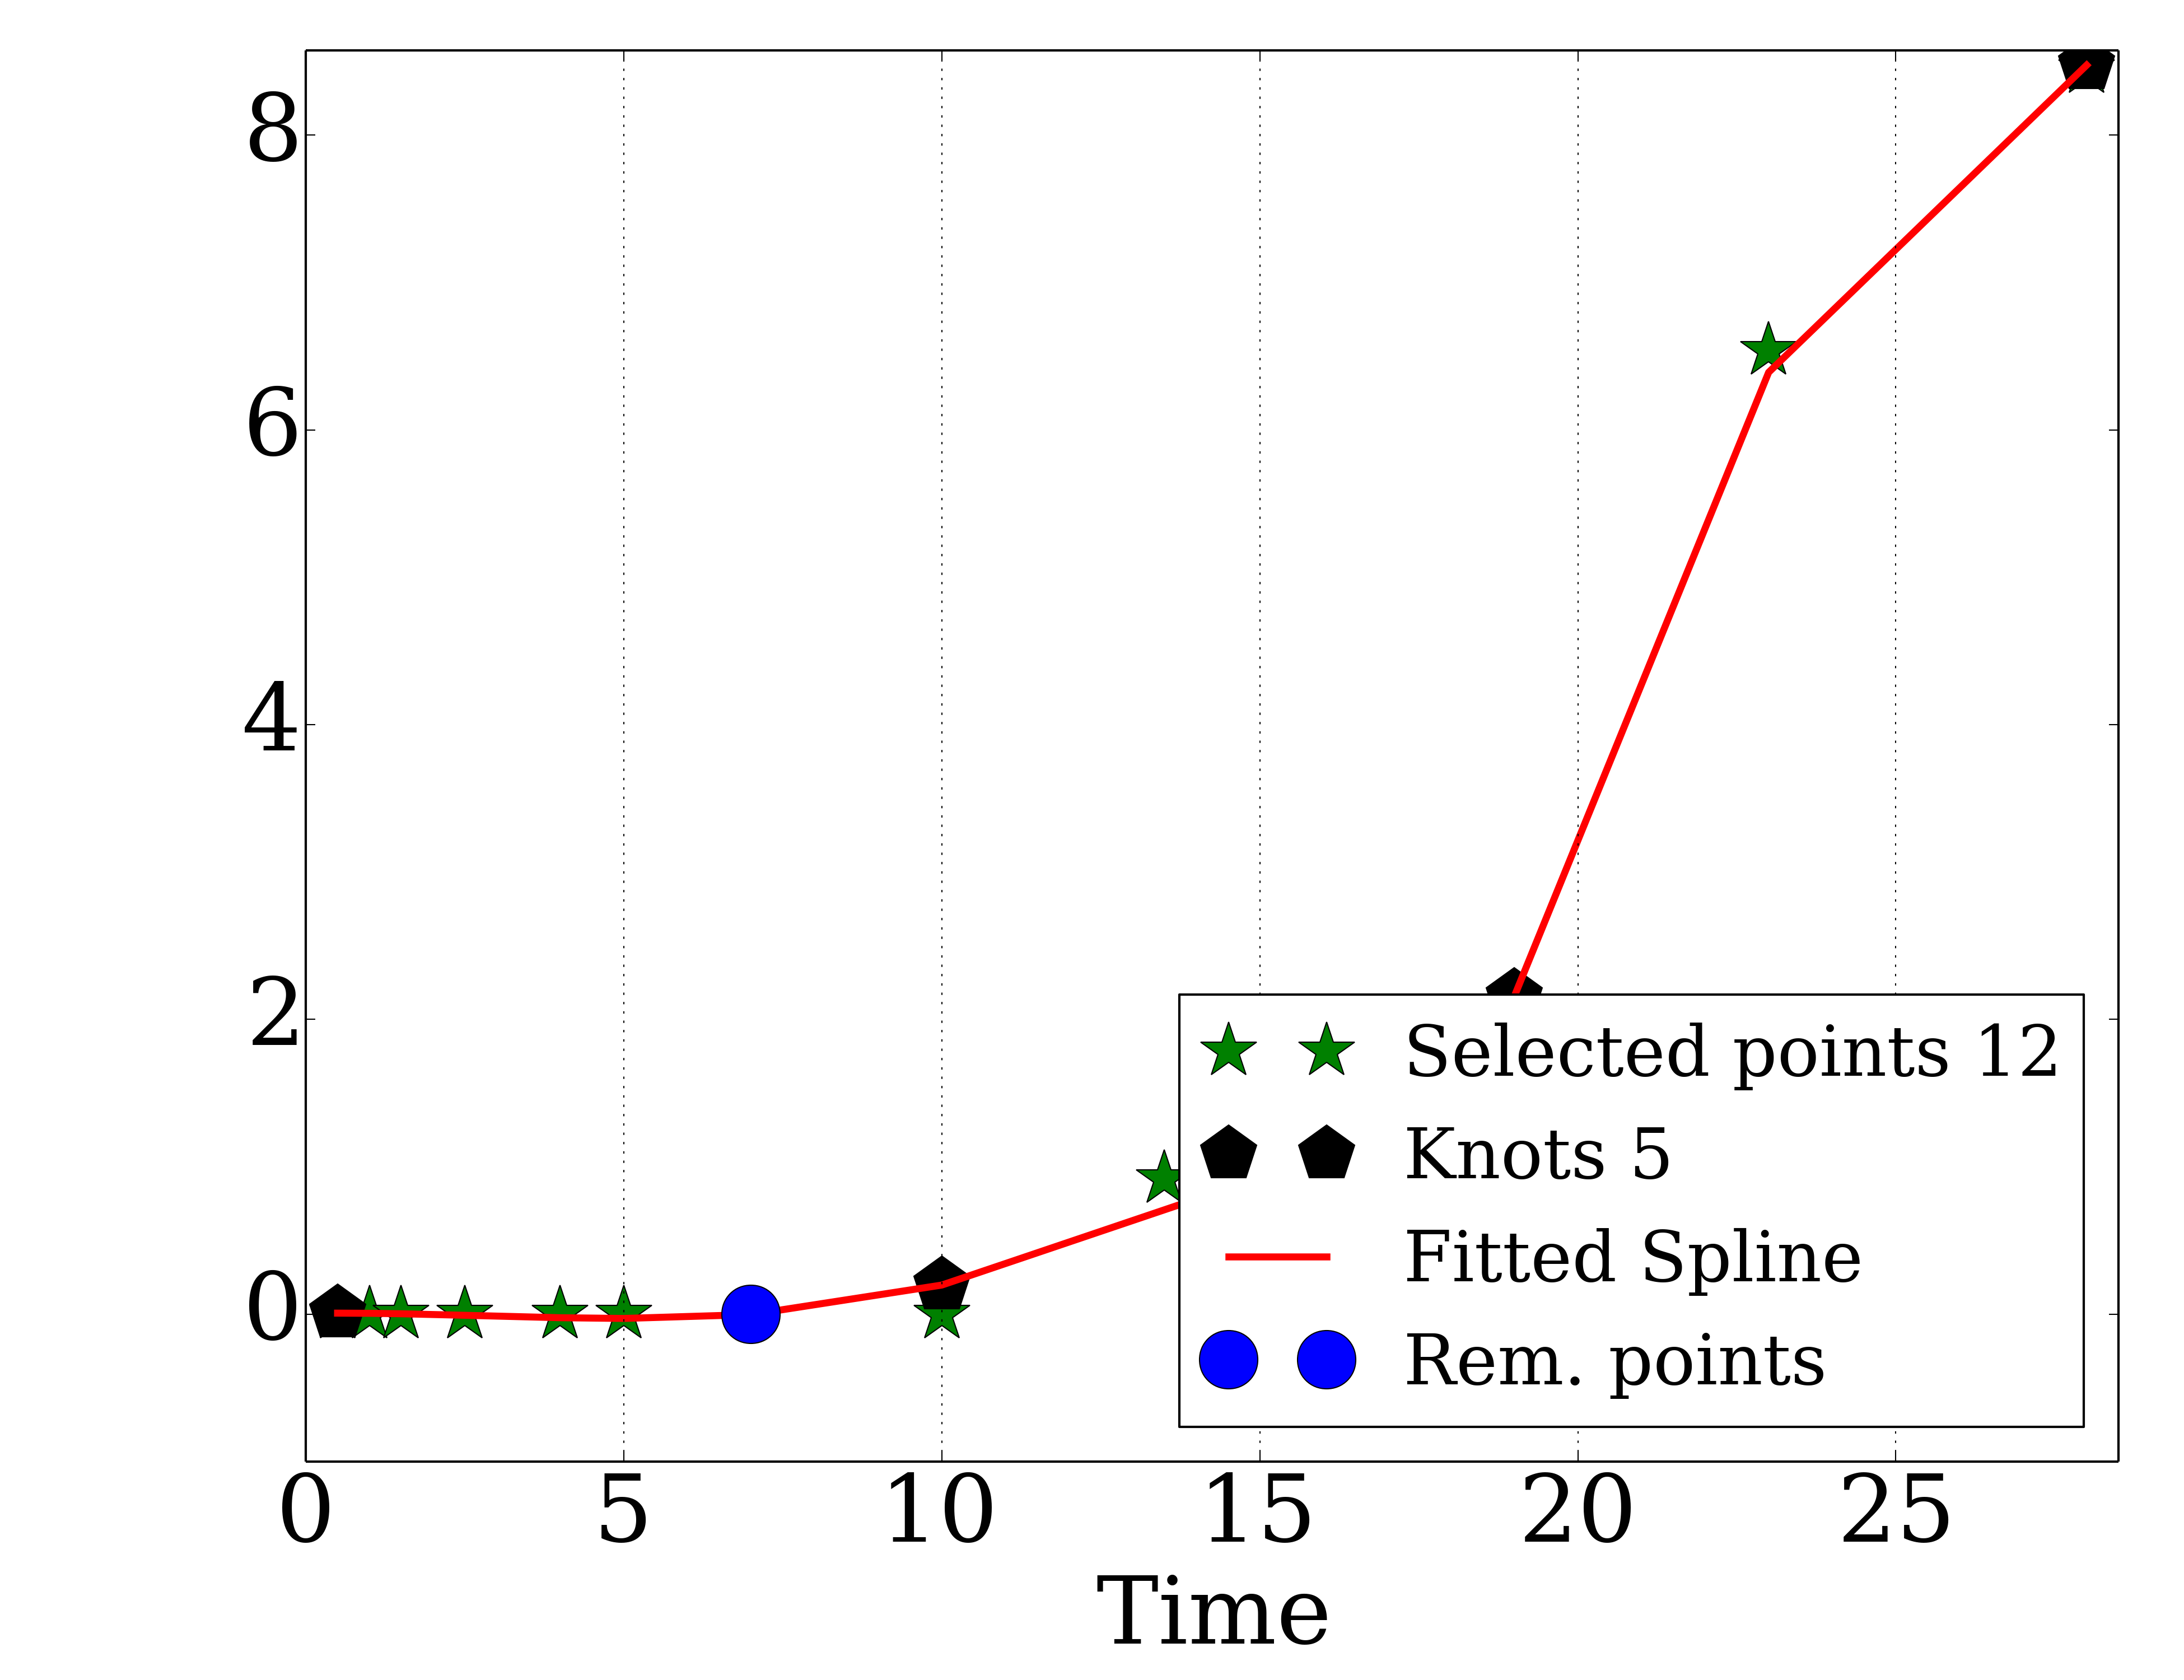 8
6
4
2
0
Selected points 12
Knots 5
Fitted Spline
Rem. points
0 5 10 15 20 25
Time